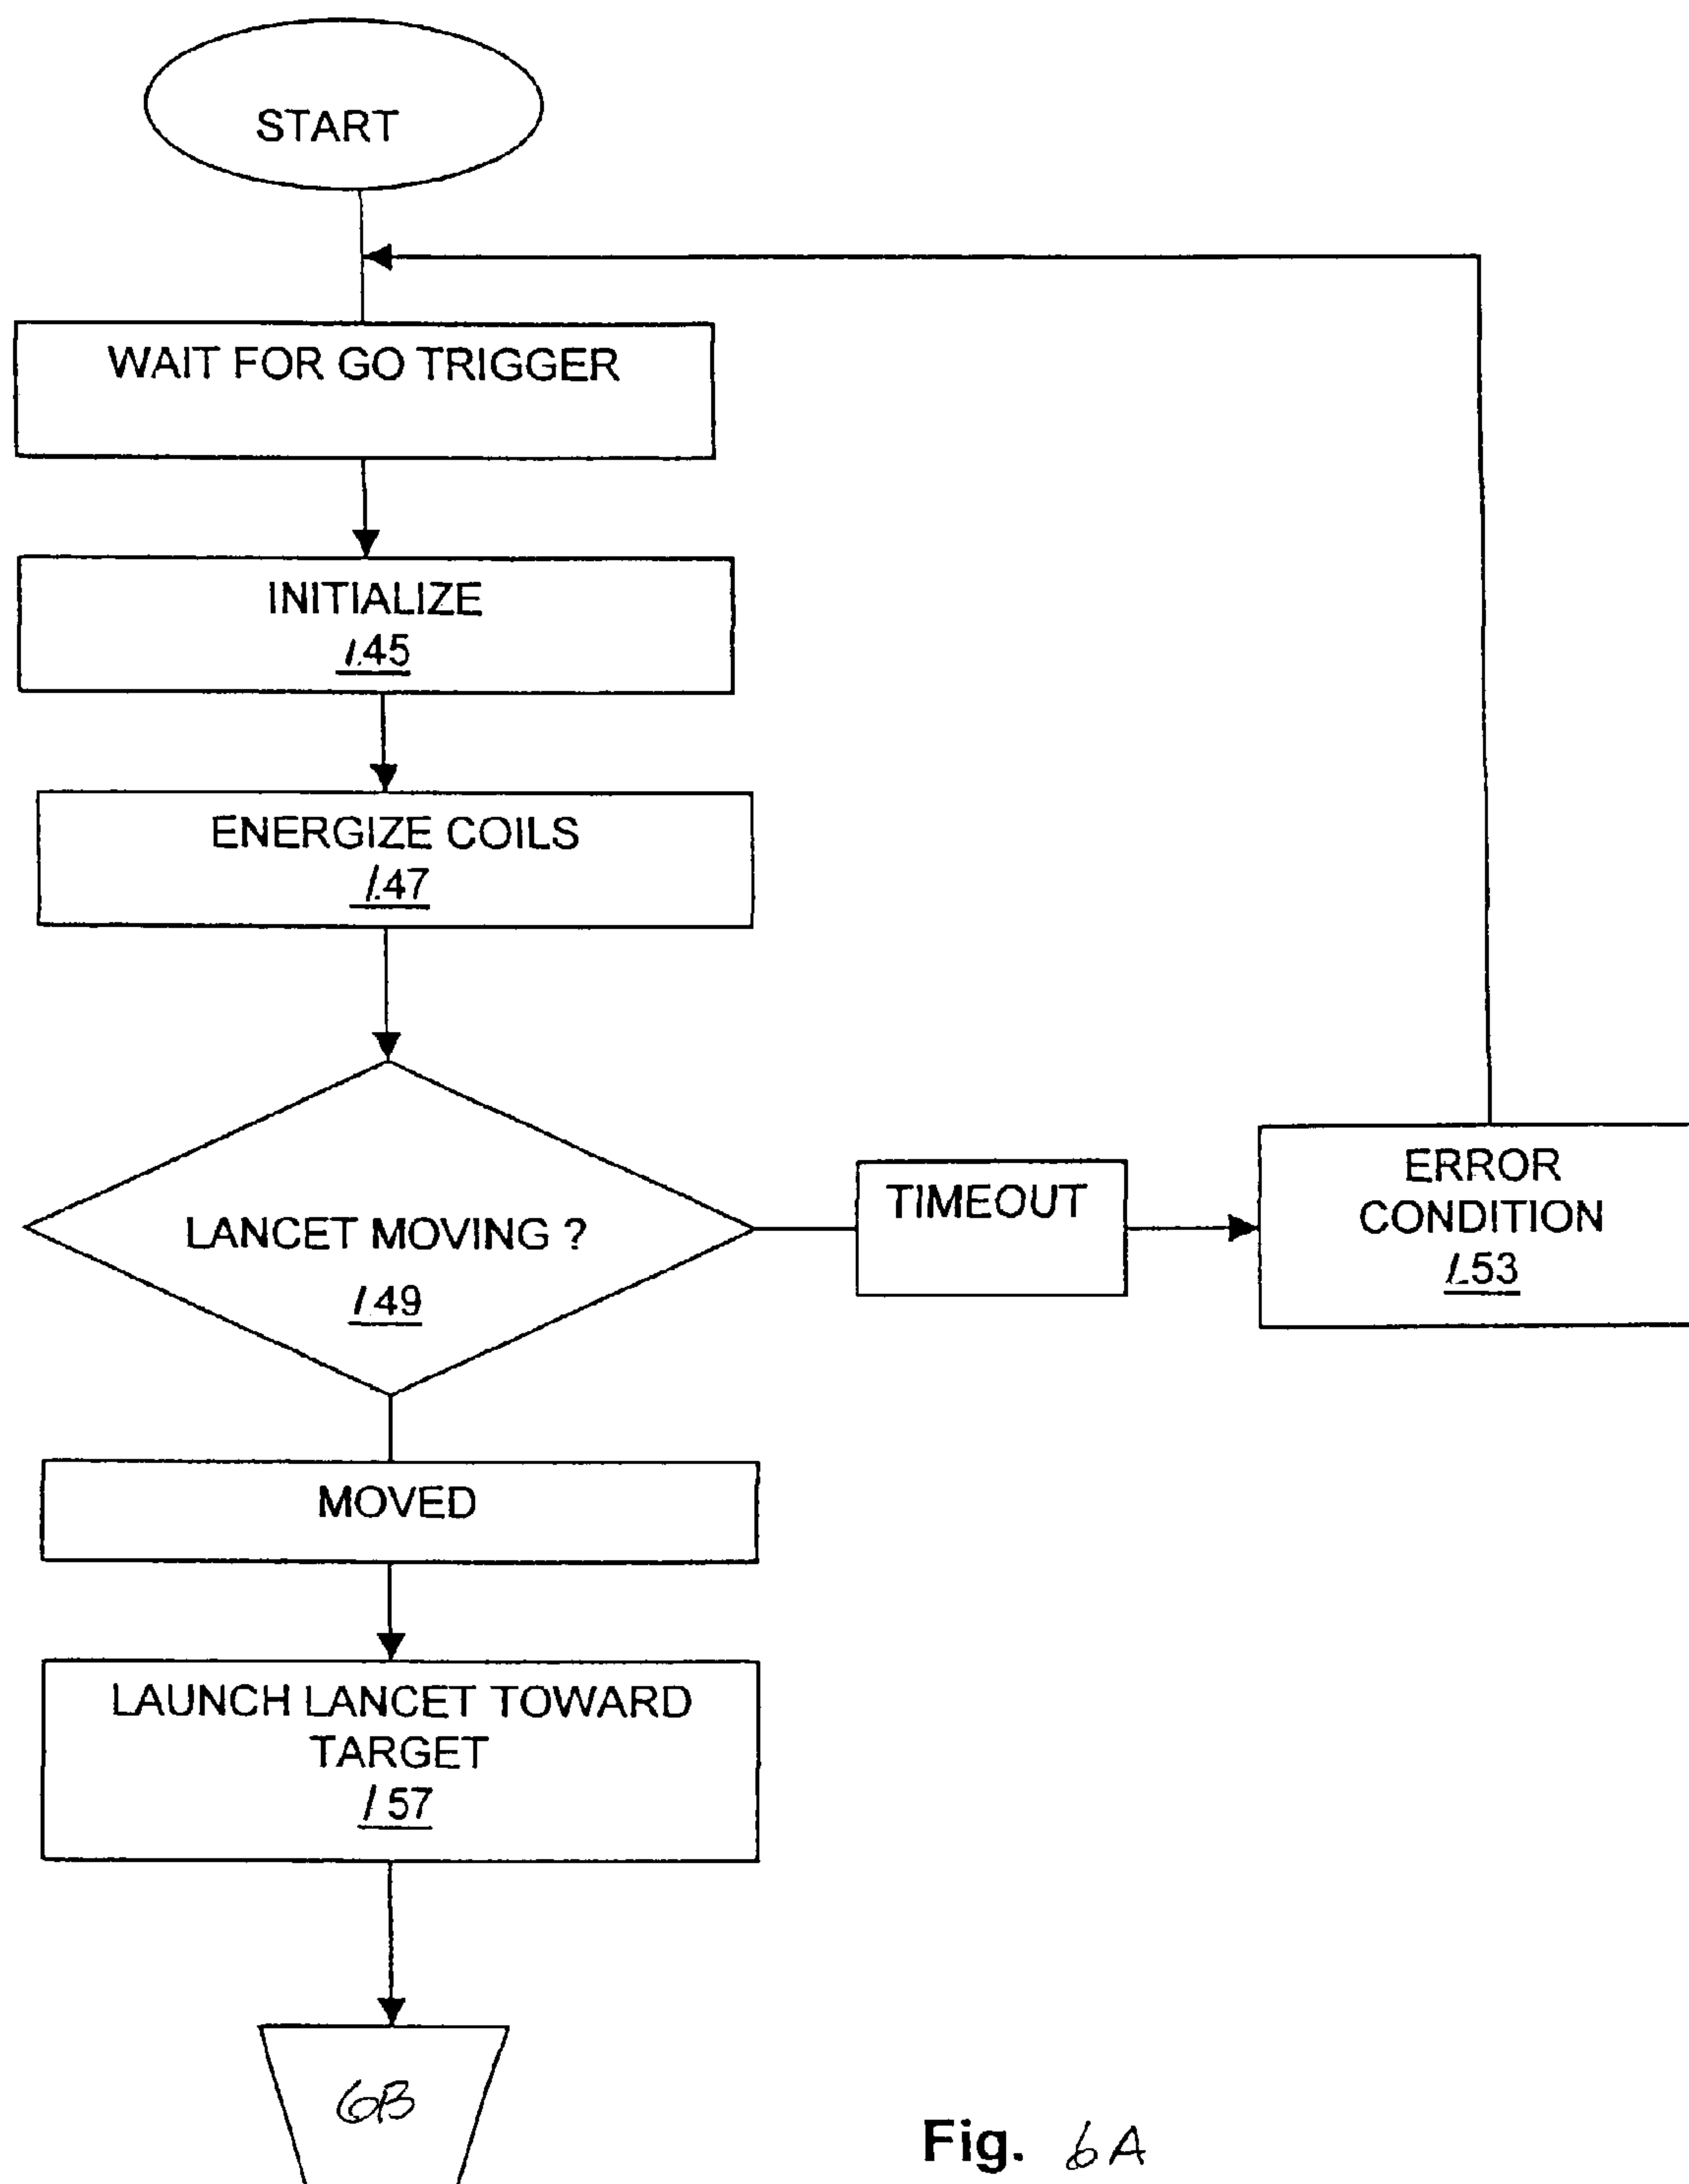 START
WAIT FOR GO TRIGGER
INITIALIZE
145
ENERGIZE COILS
147
LANCET MOVING ?
149
TIMEOUT
ERROR
CONDITION
153
MOVED
LAUNCH LANCET TOWARD
TARGET
157
6B
Fig. 6A